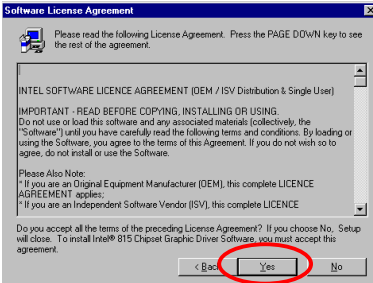 Software License Agreement
Please read the following License Agreement. Press the PAGE DOWN key to see
the rest of the agreement.
INTEL SOFTWARE LICENCE AGREEMENT (OEM / ISV Distribution & Single User)
IMPORTANT - READ BEFORE COPYING, INSTALLING OR USING.
Do not use or load this software and any associated materials (collectively, the
"Software") until you have carefully read the following terms and conditions. By loading or
using the Software, you agree to the terms of this Agreement. If you do not wish to so
agree, do not install or use the Software.
Please Also Note:
* If you are an Original Equipment Manufacturer (OEM), this complete LICENCE
AGREEMENT applies;
* If you are an Independent Software Vendor (ISV), this complete LICENCE
Do you accept all the terms of the preceding License Agreement? If you choose No, Setup
will close. To install Intel® 815 Chipset Graphic Driver Software, you must accept this
agreement.
< Back Yes No